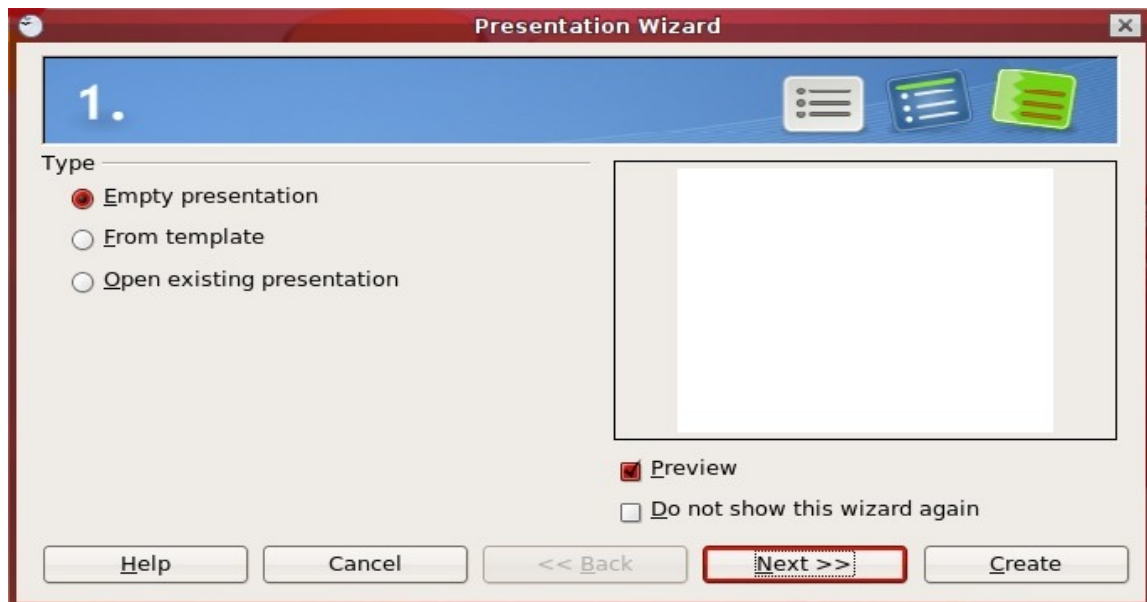 Presentation Wizard
1.
Type
Empty presentation
From template
Open existing presentation
Preview
Do not show this wizard again
Help Cancel << Back Next >> Create